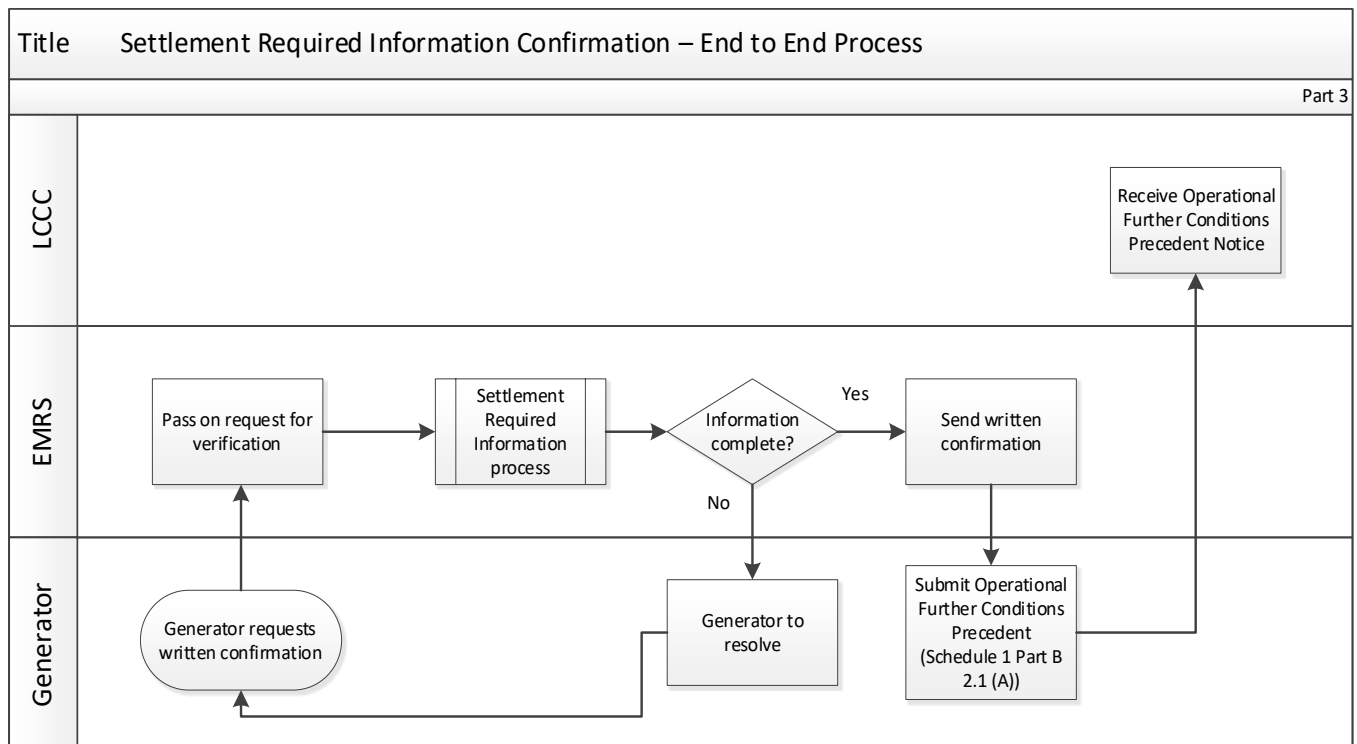 Title Settlement Required Information Confirmation – End to End Process
Part 3
LCCC
Receive Operational
Further Conditions
Precedent Notice
EMRS
Pass on request for
verification
Settlement
Required
Information
process
Information
complete?
Yes
No
Send written
confirmation
Generator
Generator requests
written confirmation
Generator to
resolve
Submit Operational
Further Conditions
Precedent
(Schedule 1 Part B
2.1 (A))